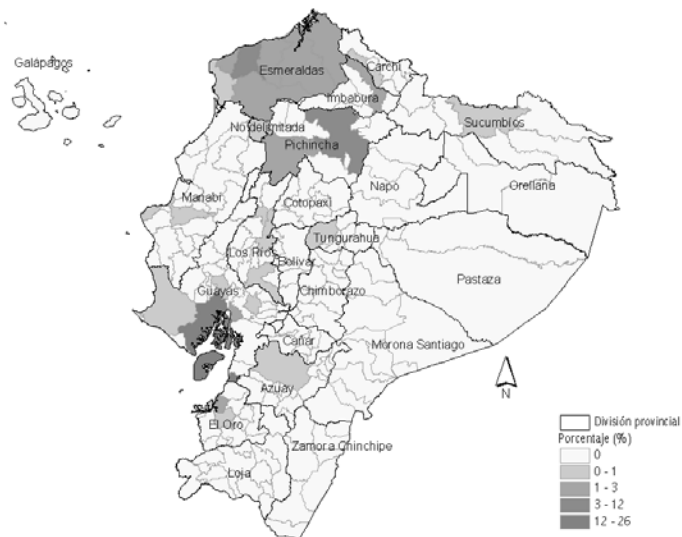 Galápagos
Esmeraldas
Carchi
Imbabura
Sucumbíos
No delimitada
Pichincha
Napo
Orellana
Manabí
Cotopaxi
Tungurahua
Los Ríos
Bolívar
Pastaza
Guayas
Chimborazo
Cañar
Morona Santiago
Azuay
El Oro
Zamora Chinchipe
Loja
N
División provincial
Porcentaje (%)
0
0 - 1
1 - 3
3 - 12
12 - 26